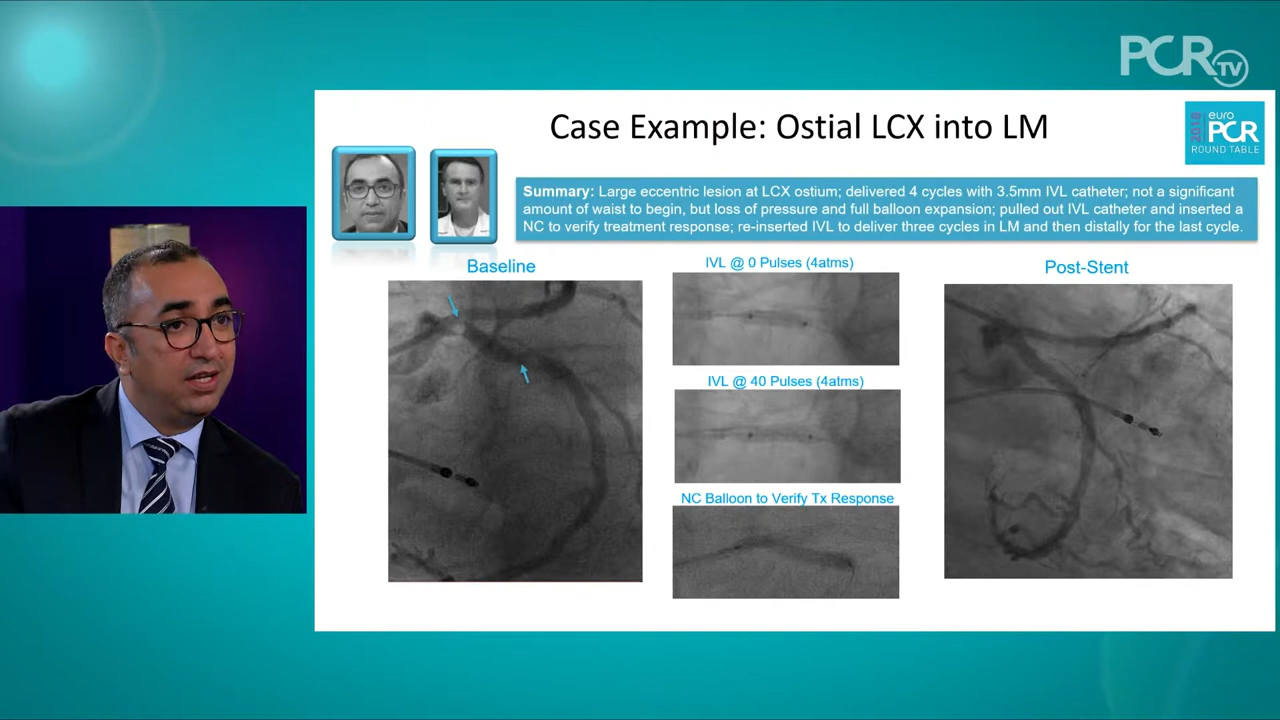 PCR TV
Case Example: Ostial LCX into LM
2018
euro
PCR
ROUND TABLE
Summary: Large eccentric lesion at LCX ostium; delivered 4 cycles with 3.5mm IVL catheter; not a significant
amount of waist to begin, but loss of pressure and full balloon expansion; pulled out IVL catheter and inserted a
NC to verify treatment response; re-inserted IVL to deliver three cycles in LM and then distally for the last cycle.
Baseline
IVL @ 0 Pulses (4atms)
Post-Stent
IVL @ 40 Pulses (4atms)
NC Balloon to Verify Tx Response